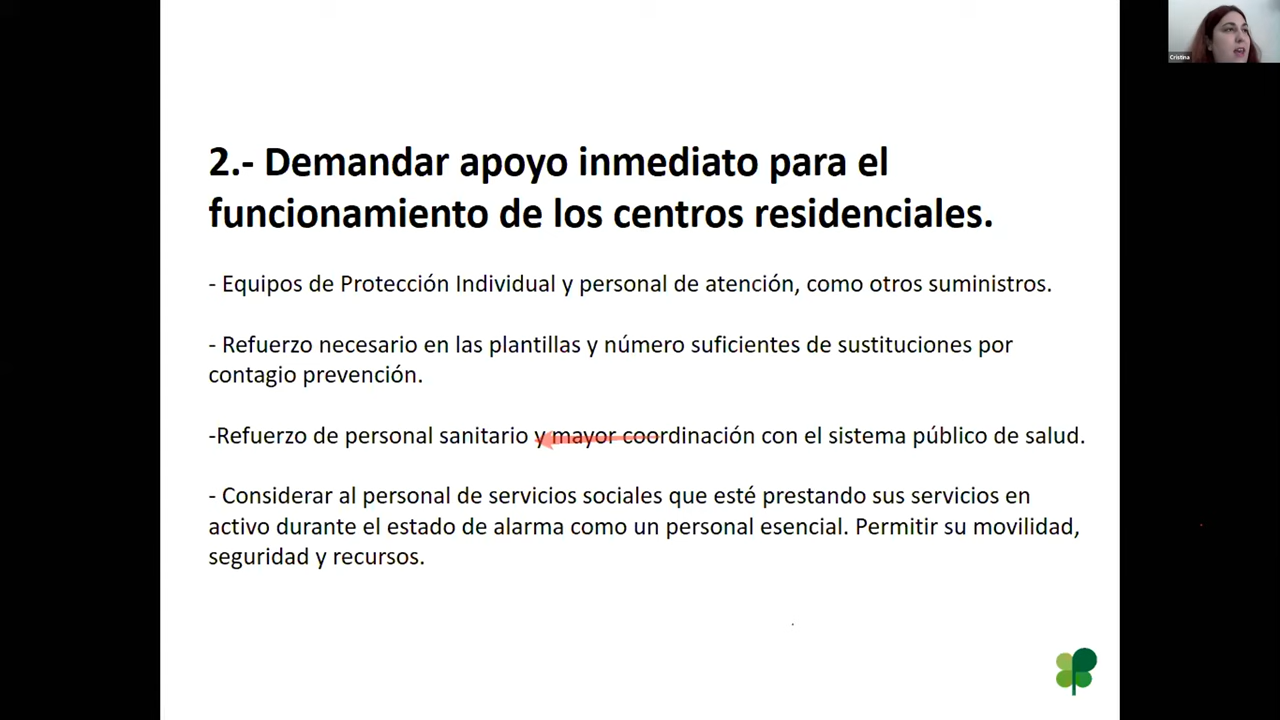 Cristina
2.- Demandar apoyo inmediato para el
funcionamiento de los centros residenciales.
- Equipos de Protección Individual y personal de atención, como otros suministros.
- Refuerzo necesario en las plantillas y número suficientes de sustituciones por
contagio prevención.
-Refuerzo de personal sanitario y mayor coordinación con el sistema público de salud.
- Considerar al personal de servicios sociales que esté prestando sus servicios en
activo durante el estado de alarma como un personal esencial. Permitir su movilidad,
seguridad y recursos.